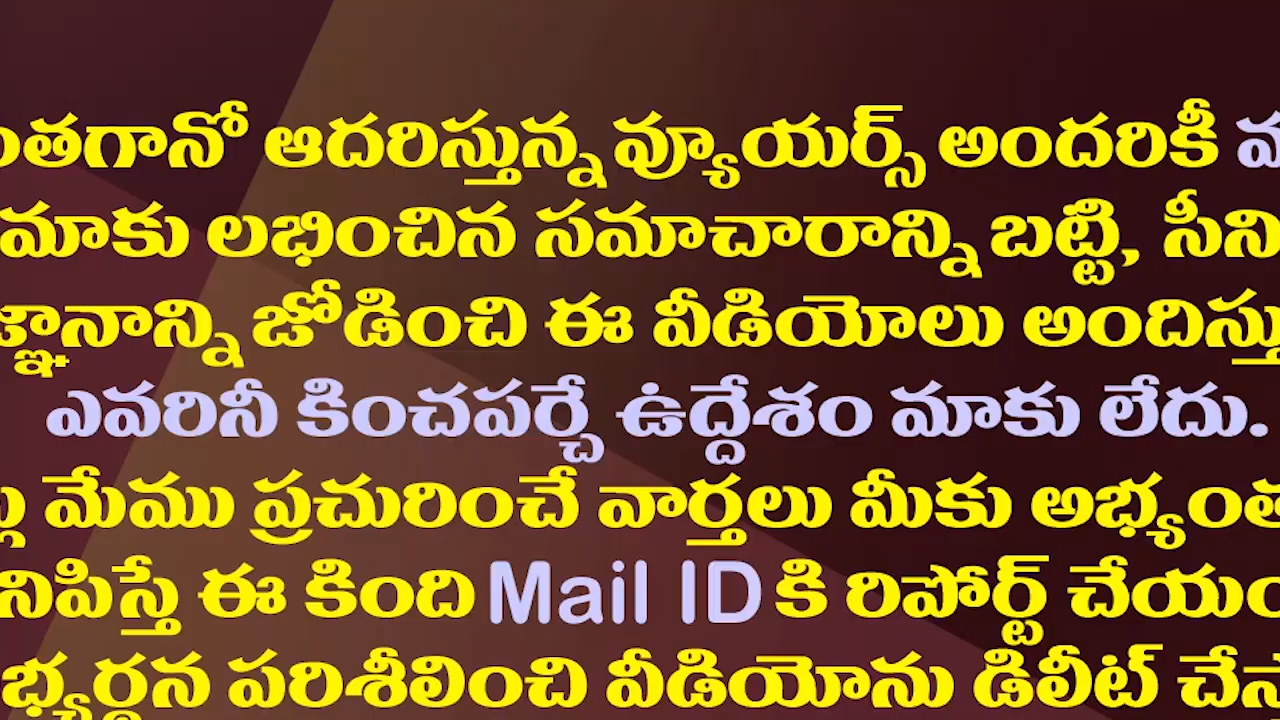 ంతగానో ఆదరిస్తున్న వ్యూయర్స్ అందరికీ
మాకు లభించిన సమాచారాన్ని బట్టి, సీని
జ్ఞానాన్ని జోడించి ఈ వీడియోలు అందిస్తు
ఎవరినీ కించపర్చే ఉద్దేశం మాకు లేదు.
మేము ప్రచురించే వార్తలు మీకు అభ్యంత
నిపిస్తే ఈ కింది Mail ID కి రిపోర్ట్ చేయం
భ్యర్థన పరిశీలించి వీడియోను డిలీట్ చేస